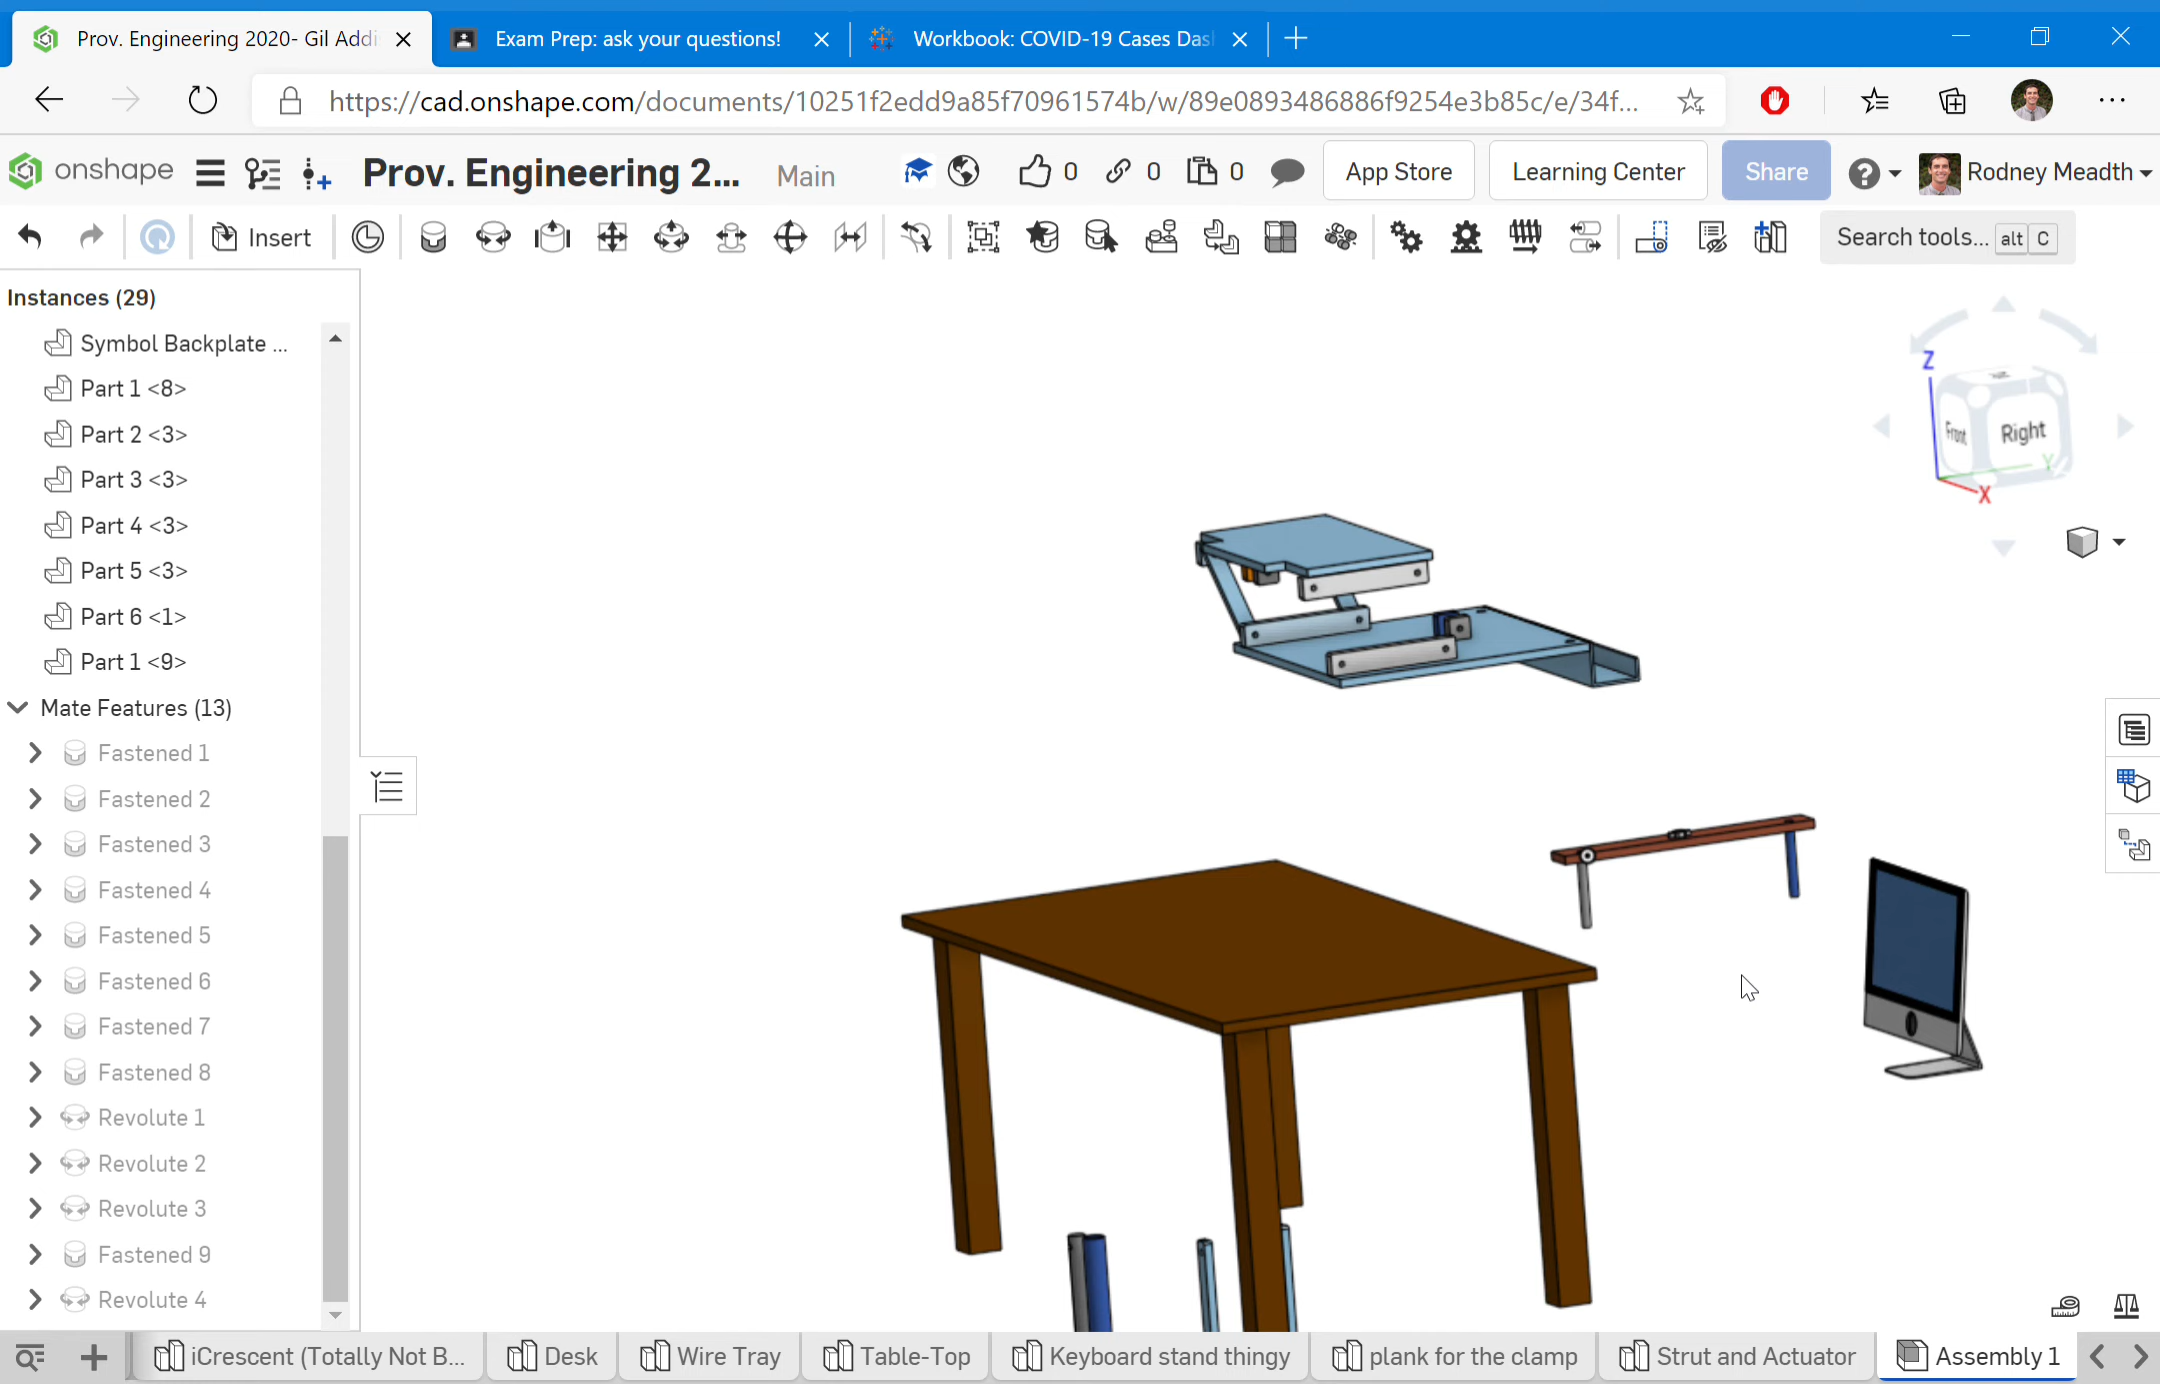 Prov. Engineering 2020- Gil Addi
Exam Prep: ask your questions!
Workbook: COVID-19 Cases Das
https://cad.onshape.com/documents/10251f2edd9a85f70961574b/w/89e0893486886f9254e3b85c/e/34f...
onshape
Prov. Engineering 2...
Main
0
0
0
App Store
Learning Center
Share
Rodney Meadth
Insert
Search tools...
alt
C
Instances (29)
Symbol Backplate ...
Part 1 <8>
Part 2 <3>
Part 3 <3>
Part 4 <3>
Part 5 <3>
Part 6 <1>
Part 1 <9>
Mate Features (13)
Fastened 1
Fastened 2
Fastened 3
Fastened 4
Fastened 5
Fastened 6
Fastened 7
Fastened 8
Revolute 1
Revolute 2
Revolute 3
Fastened 9
Revolute 4
Z
Front
Right
Y
X
iCrescent (Totally Not B...
Desk
Wire Tray
Table-Top
Keyboard stand thingy
plank for the clamp
Strut and Actuator
Assembly 1